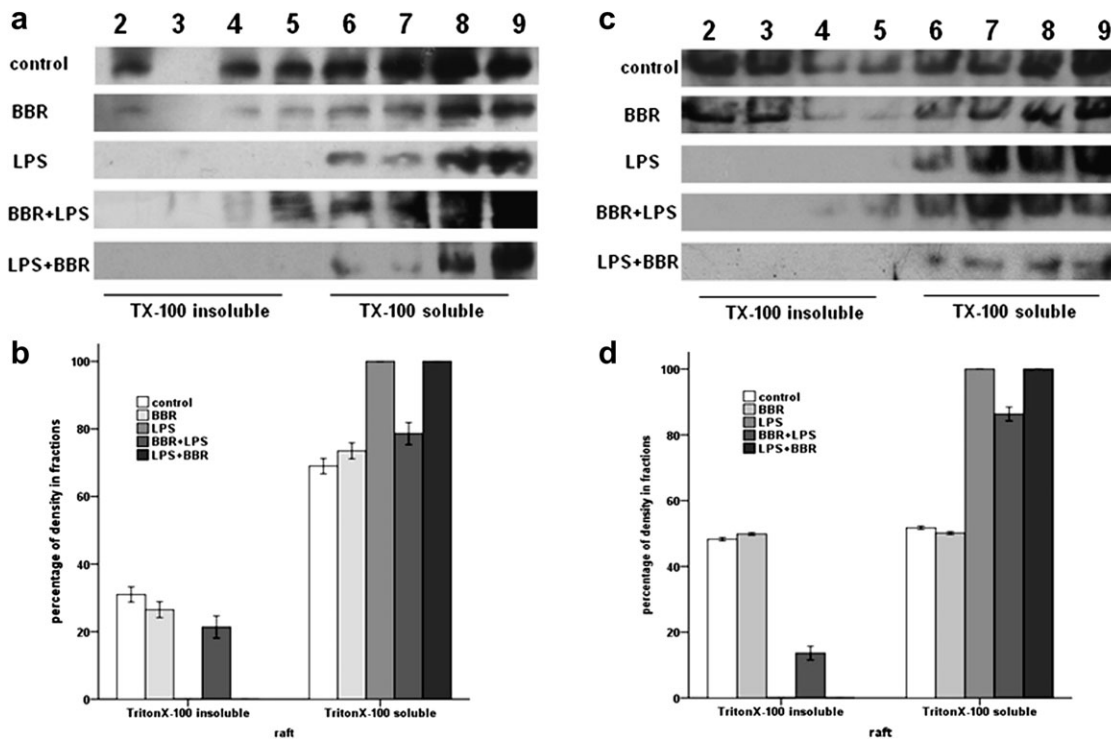 a 2 3 4 5 6 7 8 9
control
BBR
LPS
BBR+LPS
LPS+BBR
TX-100 insoluble TX-100 soluble
c 2 3 4 5 6 7 8 9
control
BBR
LPS
BBR+LPS
LPS+BBR
TX-100 insoluble TX-100 soluble
b
percentage of density in fractions
100
80
60
40
20
0
control
BBR
LPS
BBR+LPS
LPS+BBR
TritonX-100 insoluble TritonX-100 soluble
raft
d
percentage of density in fractions
100
80
60
40
20
0
control
BBR
LPS
BBR+LPS
LPS+BBR
TritonX-100 insoluble TritonX-100 soluble
raft